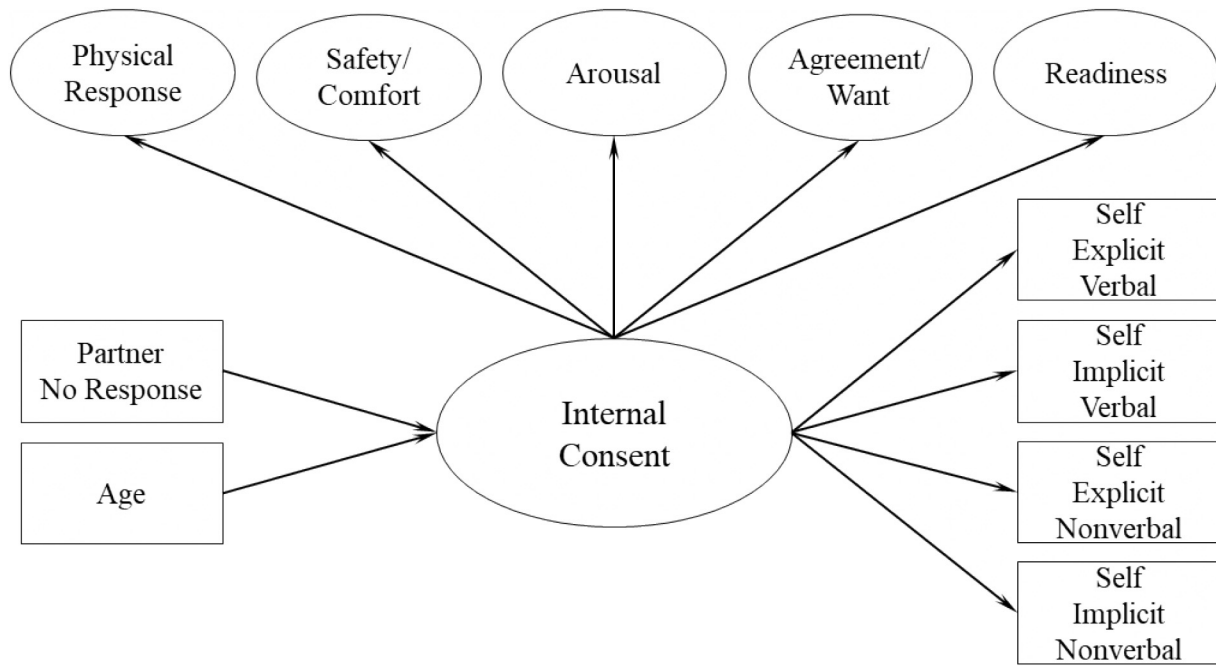 Physical
Response
Safety/
Comfort
Arousal
Agreement/
Want
Readiness
Self
Explicit
Verbal
Partner
No Response
Self
Implicit
Verbal
Internal
Consent
Age
Self
Explicit
Nonverbal
Self
Implicit
Nonverbal